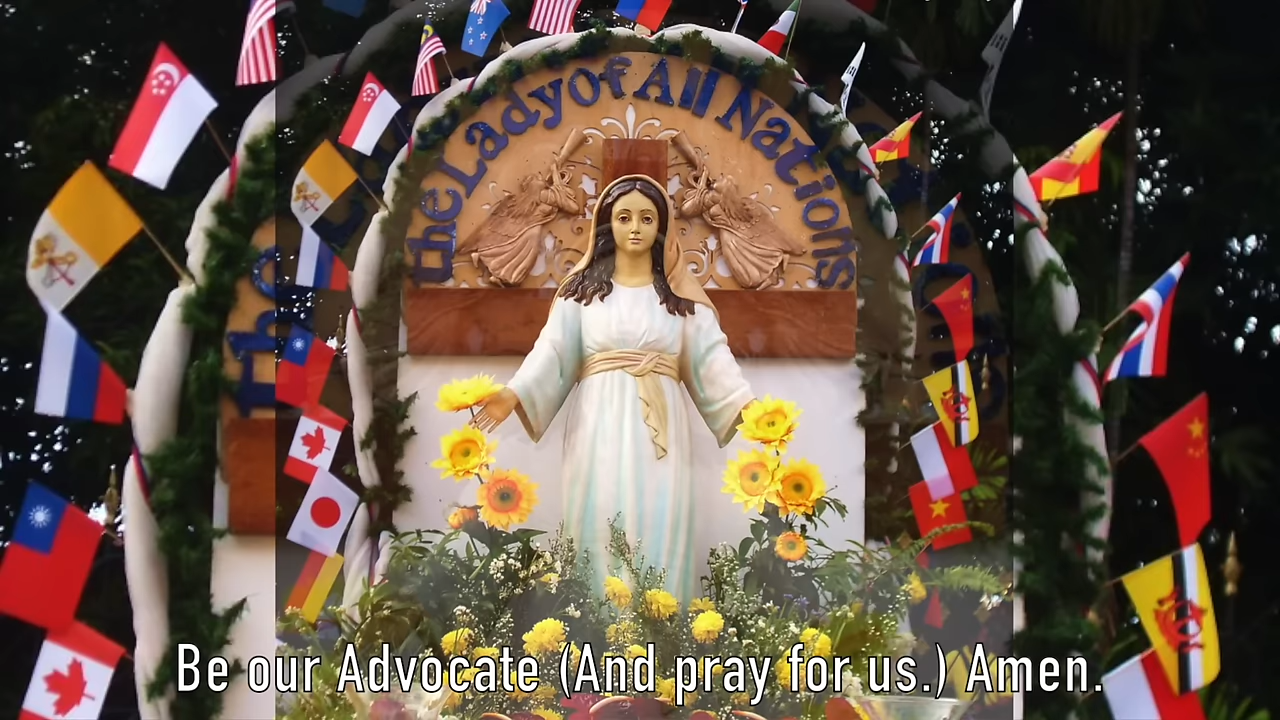 the Lady of All Nations
Be our Advocate (And pray for us.) Amen.